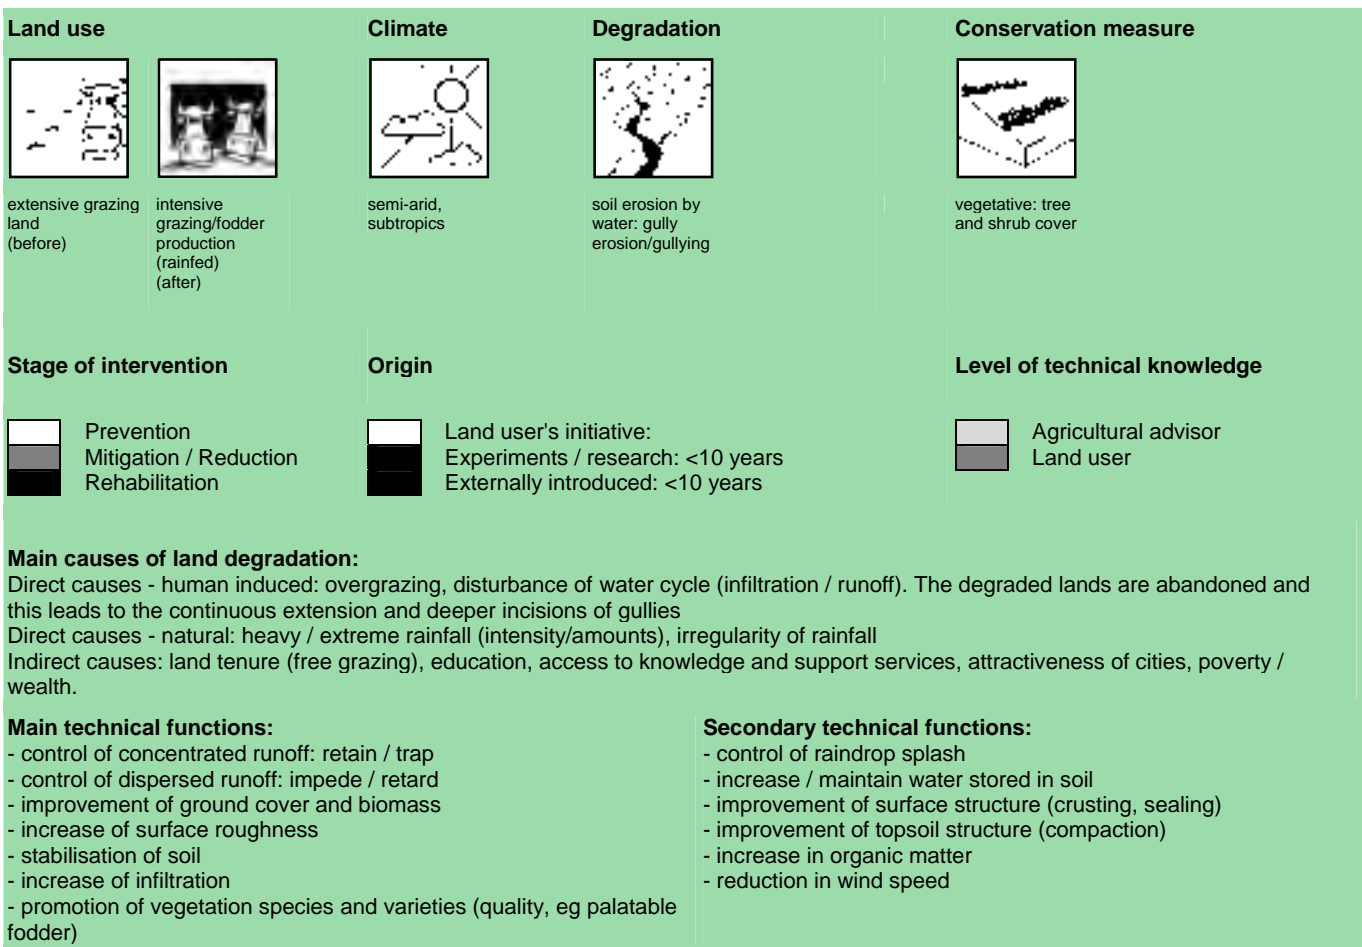 Land use
Climate
Degradation
Conservation measure
extensive grazing
land
(before)
intensive
grazing/fodder
production
(rainfed)
(after)
semi-arid,
subtropics
soil erosion by
water: gully
erosion/gullying
vegetative: tree
and shrub cover
Stage of intervention
Origin
Level of technical knowledge
Prevention
Mitigation / Reduction
Rehabilitation
Land user's initiative:
Experiments / research: <10 years
Externally introduced: <10 years
Agricultural advisor
Land user
Main causes of land degradation:
Direct causes - human induced: overgrazing, disturbance of water cycle (infiltration / runoff). The degraded lands are abandoned and
this leads to the continuous extension and deeper incisions of gullies
Direct causes - natural: heavy / extreme rainfall (intensity/amounts), irregularity of rainfall
Indirect causes: land tenure (free grazing), education, access to knowledge and support services, attractiveness of cities, poverty /
wealth.
Main technical functions:
- control of concentrated runoff: retain / trap
- control of dispersed runoff: impede / retard
- improvement of ground cover and biomass
- increase of surface roughness
- stabilisation of soil
- increase of infiltration
- promotion of vegetation species and varieties (quality, eg palatable
fodder)
Secondary technical functions:
- control of raindrop splash
- increase / maintain water stored in soil
- improvement of surface structure (crusting, sealing)
- improvement of topsoil structure (compaction)
- increase in organic matter
- reduction in wind speed